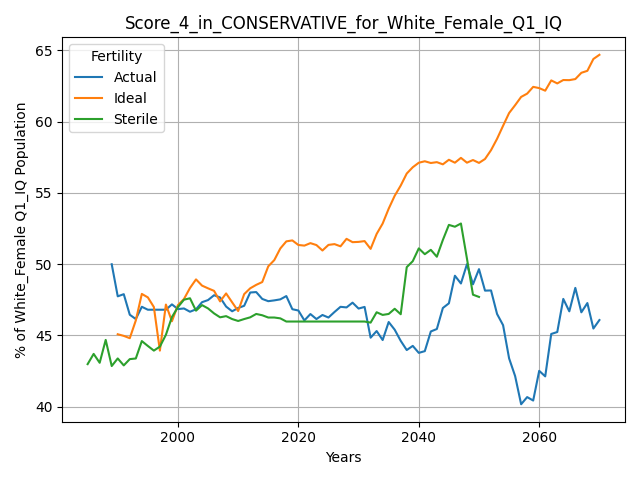 Score_4_in_CONSERVATIVE_for_White_Female_Q1_IQ
% of White_Female Q1_IQ Population
65
60
55
50
45
40
Fertility
Actual
Ideal
Sterile
2000
2020
2040
2060
Years